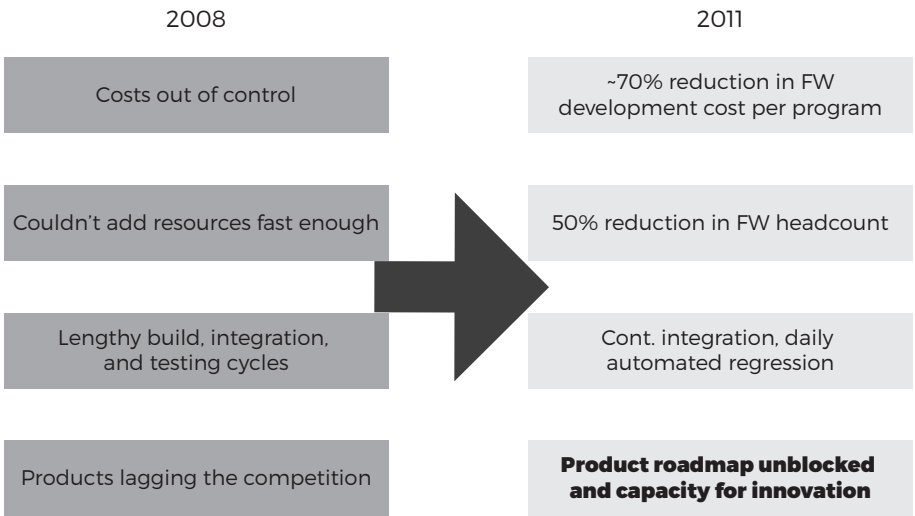 2008
Costs out of control
Couldn't add resources fast enough
Lengthy build, integration,
and testing cycles
Products lagging the competition
2011
~70% reduction in FW
development cost per program
50% reduction in FW headcount
Cont. integration, daily
automated regression
Product roadmap unblocked
and capacity for innovation